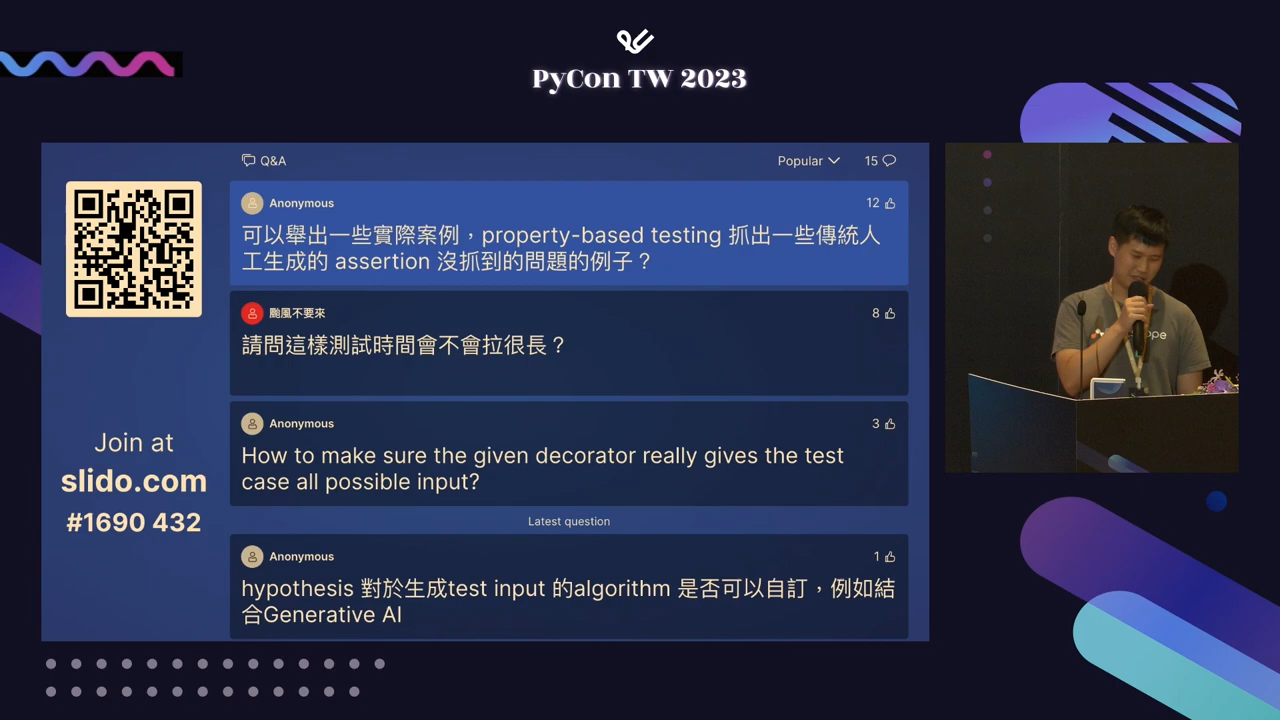 PyCon TW 2023
Q&A
Popular
15
Anonymous
12
可以舉出一些實際案例，property-based testing 抓出一些傳統人
工生成的 assertion 沒抓到的問題的例子？
颱風不要來
8
請問這樣測試時間會不會拉很長？
Anonymous
3
How to make sure the given decorator really gives the test
case all possible input?
Latest question
Anonymous
1
hypothesis 對於生成test input 的algorithm 是否可以自訂，例如結
合Generative AI
Join at
slido.com
#1690 432